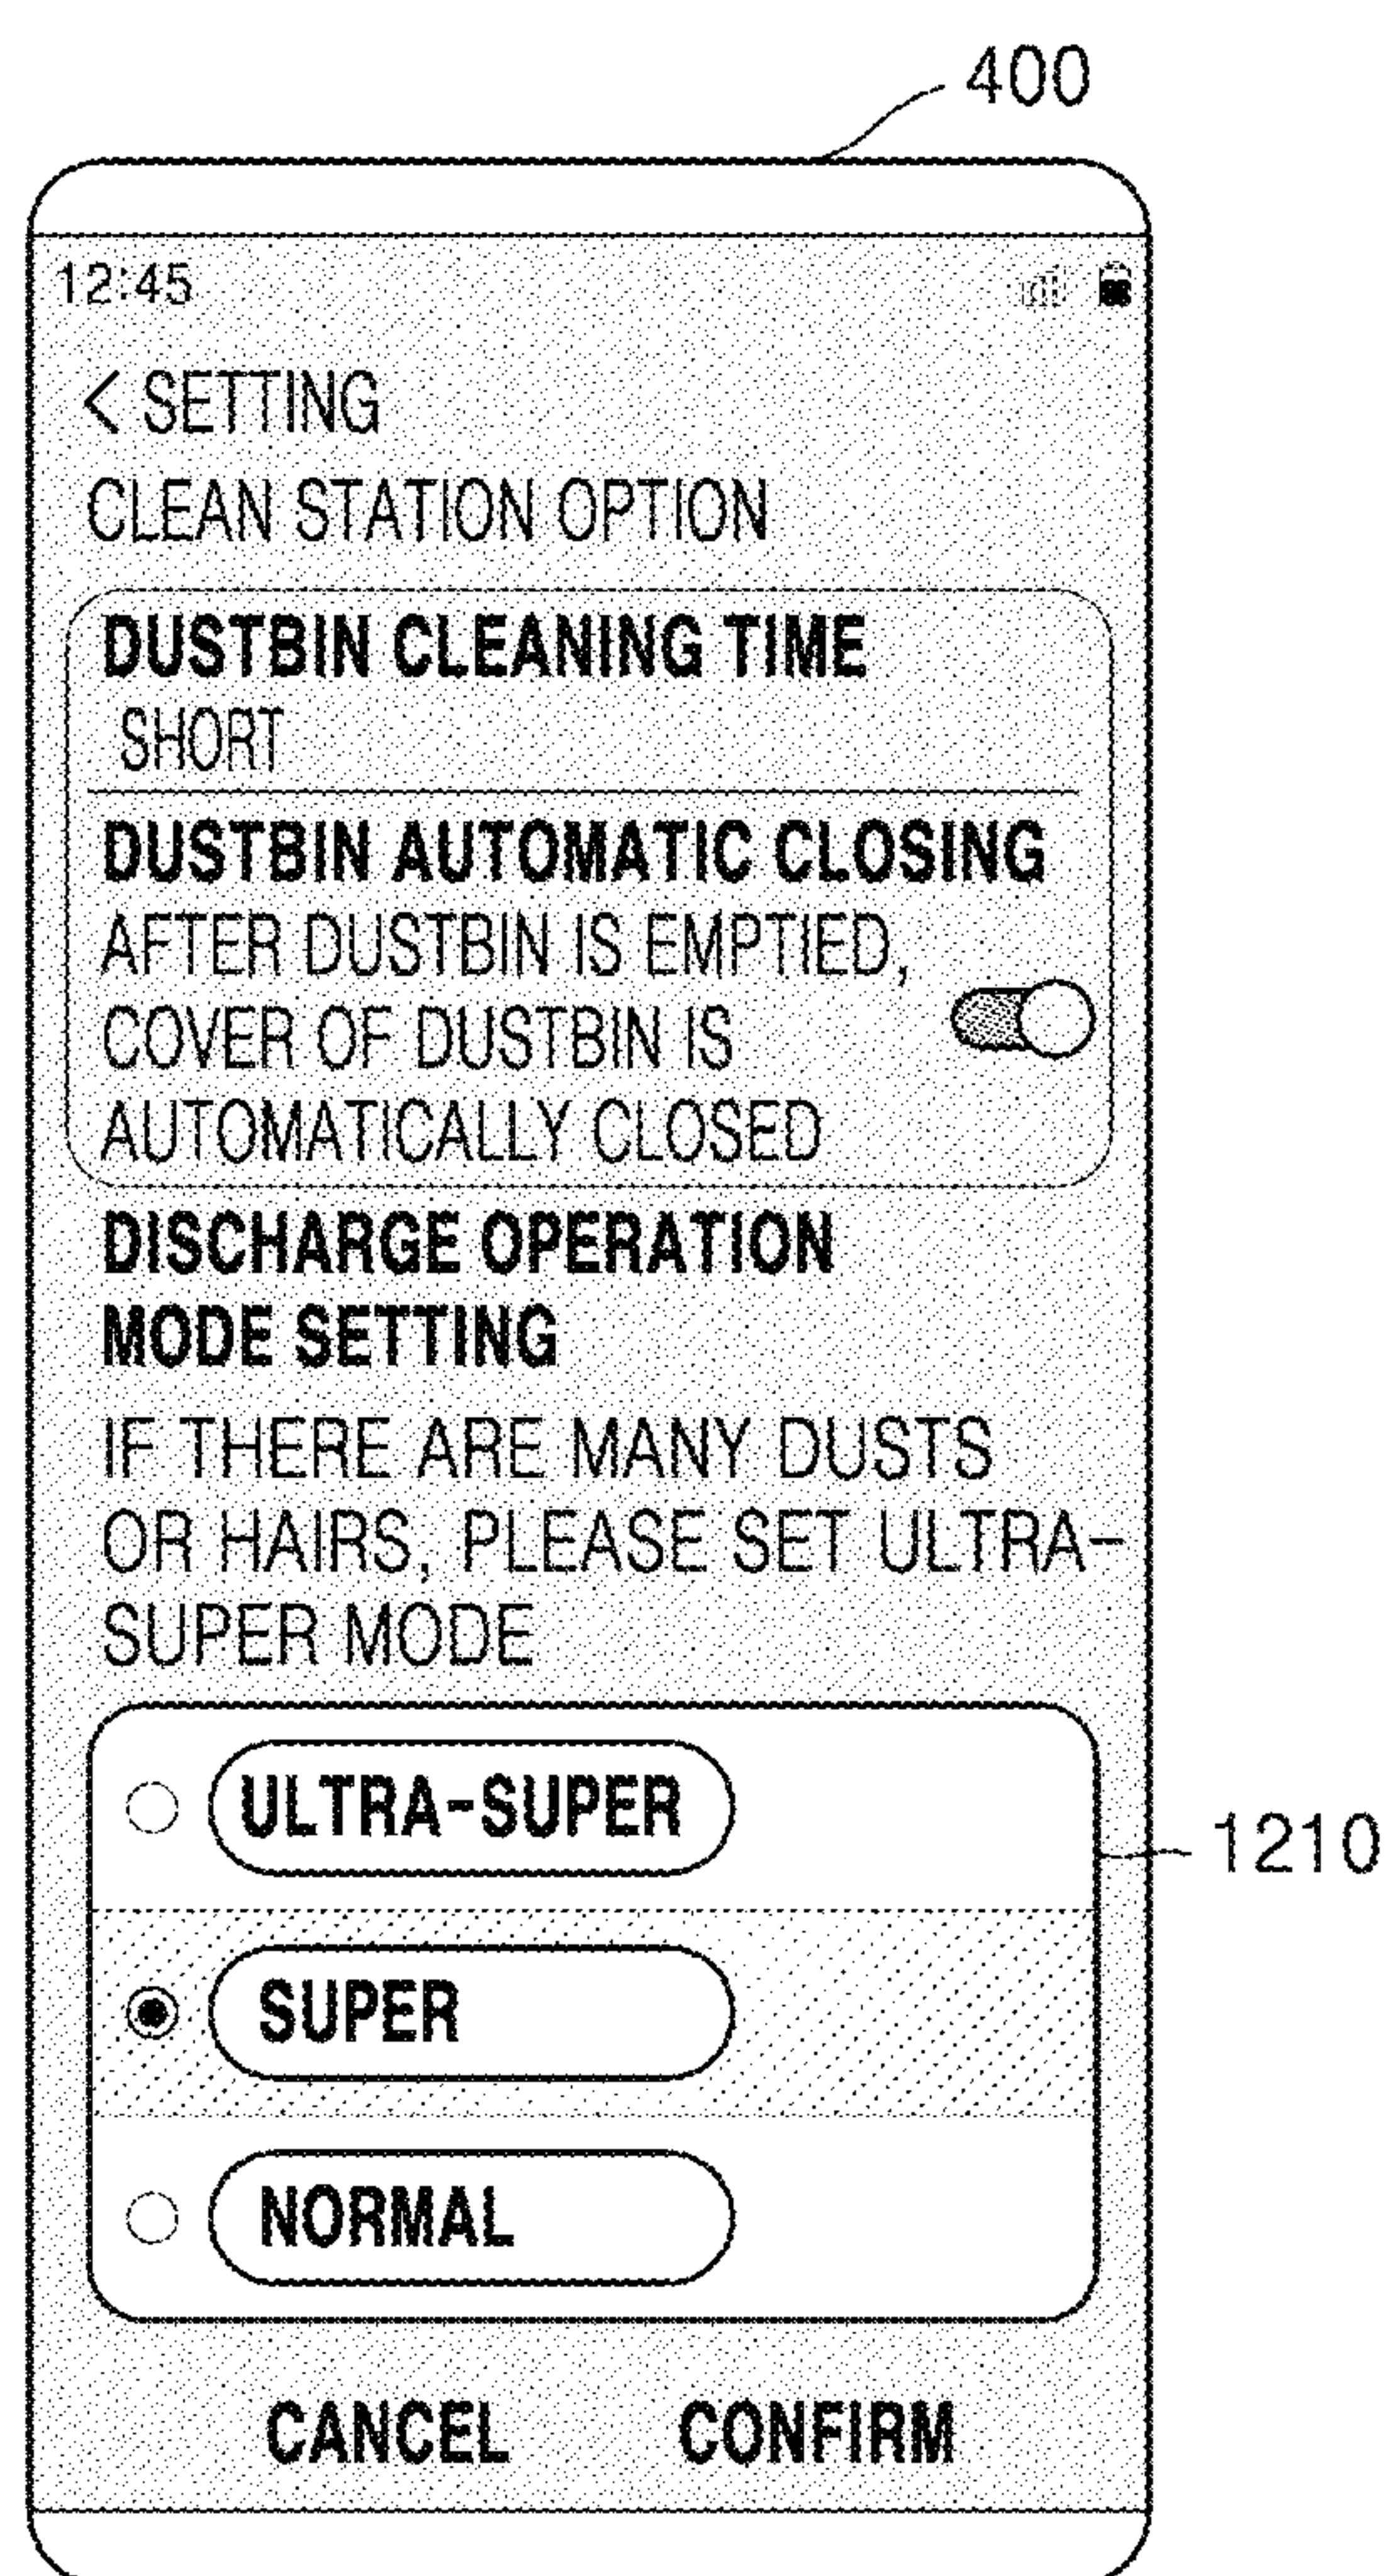 400
12:45
< SETTING
CLEAN STATION OPTION
DUSTBIN CLEANING TIME
SHORT
DUSTBIN AUTOMATIC CLOSING
AFTER DUSTBIN IS EMPTIED,
COVER OF DUSTBIN IS
AUTOMATICALLY CLOSED
DISCHARGE OPERATION
MODE SETTING
IF THERE ARE MANY DUSTS
OR HAIRS, PLEASE SET ULTRA-
SUPER MODE
ULTRA-SUPER
1210
SUPER
NORMAL
CANCEL CONFIRM